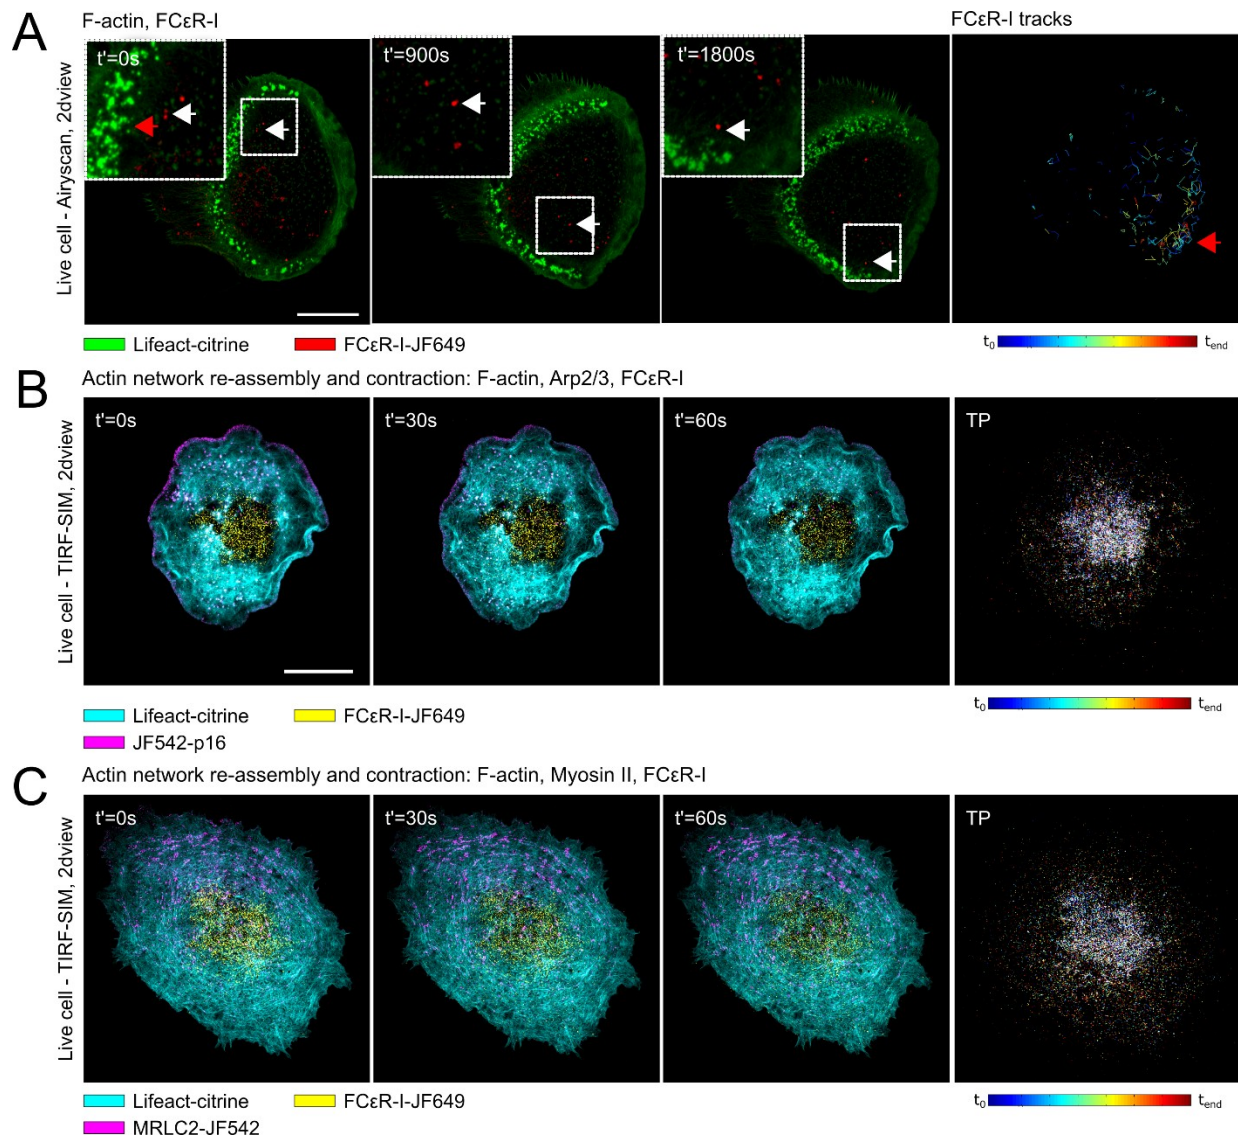 A
F-actin, FCεR-I
FCεR-I tracks
Live cell - Airyscan, 2dview
t'=0s
t'=900s
t'=1800s
Lifeact-citrine
FCεR-I-JF649
t0
tend
B
Actin network re-assembly and contraction: F-actin, Arp2/3, FCεR-I
Live cell - TIRF-SIM, 2dview
t'=0s
t'=30s
t'=60s
TP
Lifeact-citrine
FCεR-I-JF649
JF542-p16
t0
tend
C
Actin network re-assembly and contraction: F-actin, Myosin II, FCεR-I
Live cell - TIRF-SIM, 2dview
t'=0s
t'=30s
t'=60s
TP
Lifeact-citrine
FCεR-I-JF649
MRLC2-JF542
t0
tend